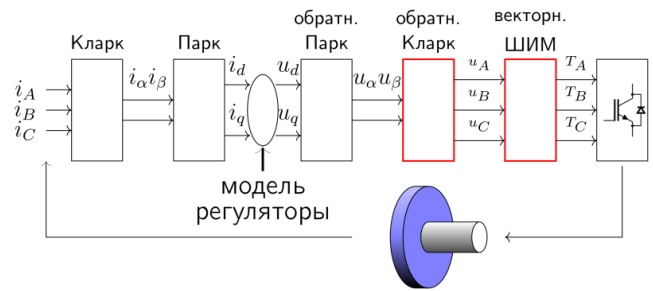 обратн.
обратн.
векторн.
Кларк
Парк
Парк
Кларк
ШИМ
i_A
i_B
i_C
i_α i_β
i_d
i_q
u_d
u_q
u_α u_β
u_A
u_B
u_C
T_A
T_B
T_C
модель
регуляторы